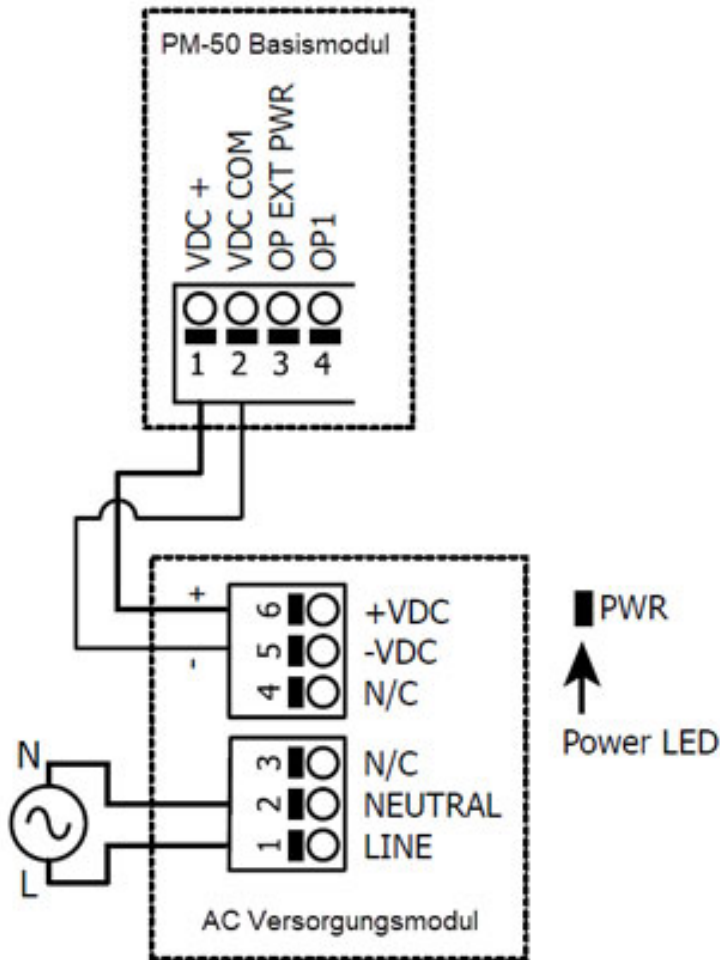 PM-50 Basismodul
VDC +
VDC COM
OP EXT PWR
OP1
1 2 3 4
+
-
6 +VDC
5 -VDC
4 N/C
PWR
Power LED
3 N/C
2 NEUTRAL
1 LINE
N
L
AC Versorgungsmodul